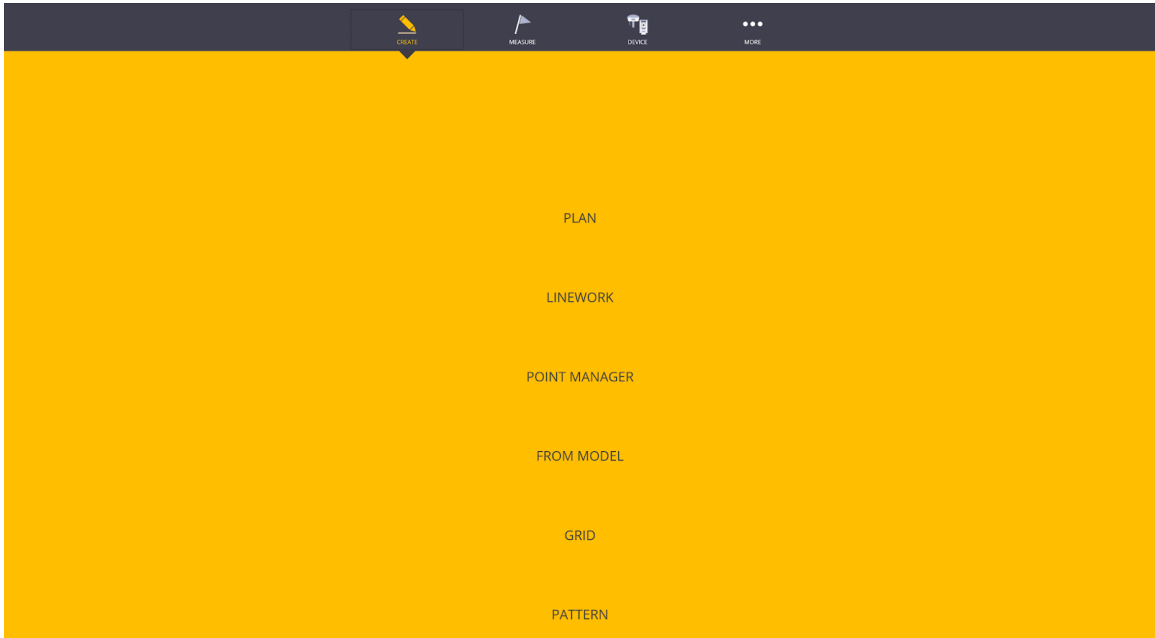 CREATE
MEASURE
DEVICE
MORE
PLAN
LINEWORK
POINT MANAGER
FROM MODEL
GRID
PATTERN